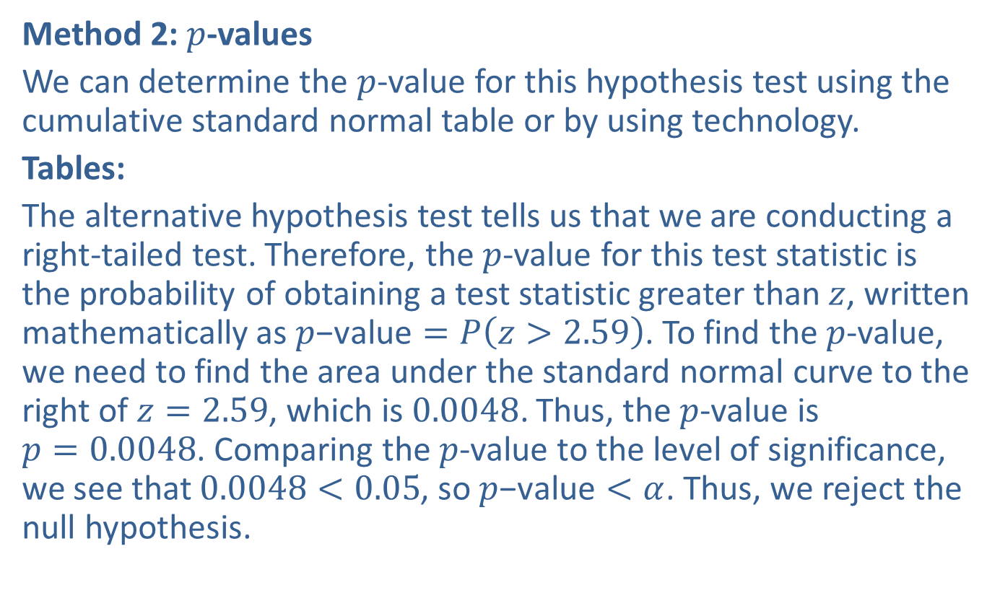 Method 2: p-values
We can determine the p-value for this hypothesis test using the
cumulative standard normal table or by using technology.
Tables:
The alternative hypothesis test tells us that we are conducting a
right-tailed test. Therefore, the p-value for this test statistic is
the probability of obtaining a test statistic greater than z, written
mathematically as p−value = P(z > 2.59). To find the p-value,
we need to find the area under the standard normal curve to the
right of z = 2.59, which is 0.0048. Thus, the p-value is
p = 0.0048. Comparing the p-value to the level of significance,
we see that 0.0048 < 0.05, so p−value < α. Thus, we reject the
null hypothesis.